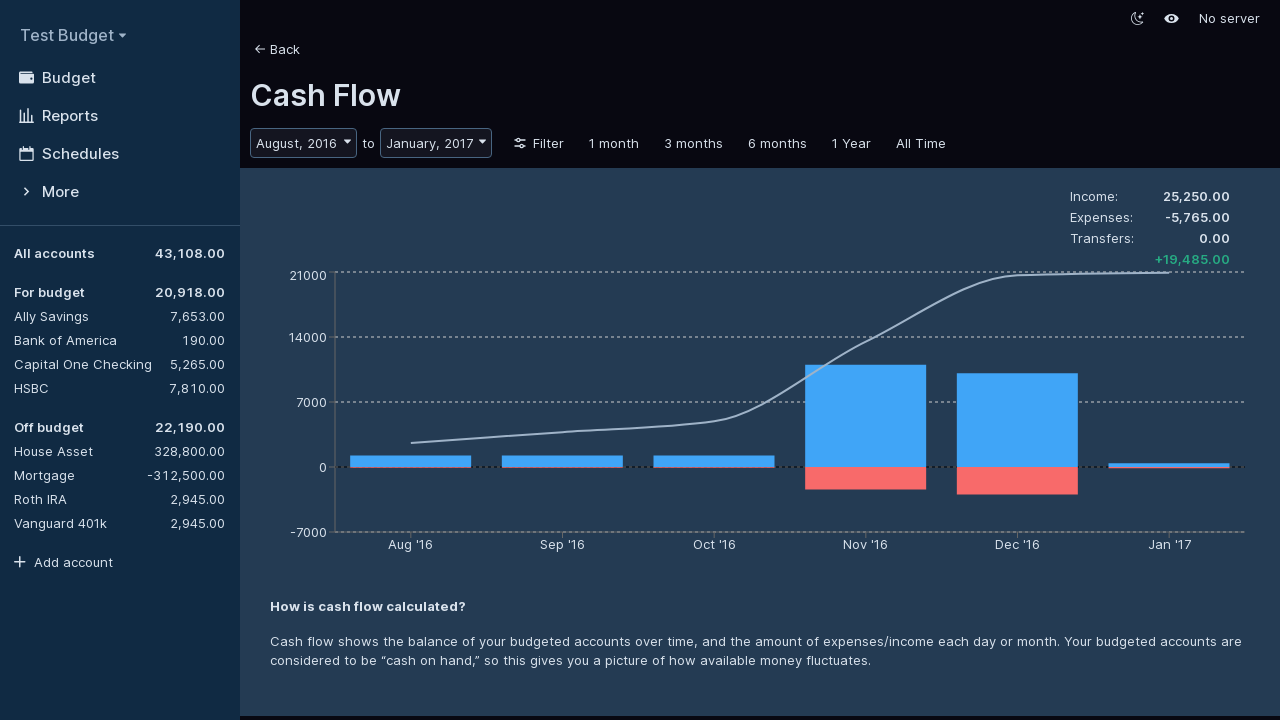 Test Budget
Budget
Reports
Schedules
More
All accounts 43,108.00
For budget 20,918.00
Ally Savings 7,653.00
Bank of America 190.00
Capital One Checking 5,265.00
HSBC 7,810.00
Off budget 22,190.00
House Asset 328,800.00
Mortgage -312,500.00
Roth IRA 2,945.00
Vanguard 401k 2,945.00
Add account
No server
Back
Cash Flow
August, 2016 to January, 2017 Filter 1 month 3 months 6 months 1 Year All Time
Income: 25,250.00
Expenses: -5,765.00
Transfers: 0.00
+19,485.00
21000
14000
7000
0
-7000
Aug '16 Sep '16 Oct '16 Nov '16 Dec '16 Jan '17
How is cash flow calculated?
Cash flow shows the balance of your budgeted accounts over time, and the amount of expenses/income each day or month. Your budgeted accounts are
considered to be “cash on hand,” so this gives you a picture of how available money fluctuates.